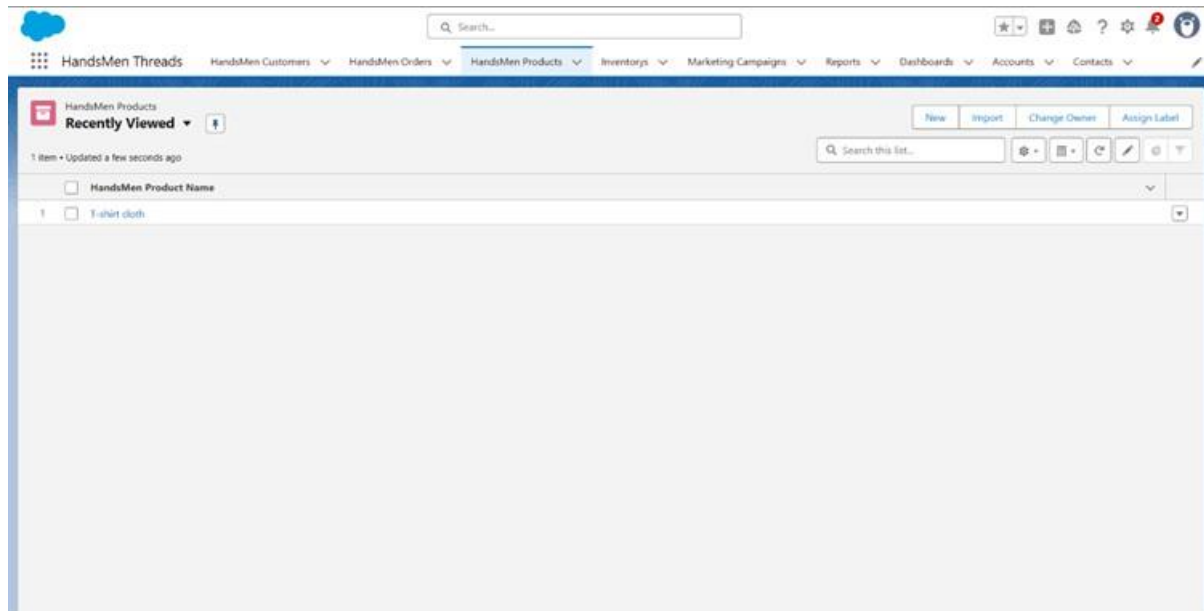 Search...
2
HandsMen Threads HandsMen Customers HandsMen Orders HandsMen Products Inventorys Marketing Campaigns Reports Dashboards Accounts Contacts
HandsMen Products
Recently Viewed
New Import Change Owner Assign Label
1 item • Updated a few seconds ago
Search this list...
HandsMen Product Name
1 T-shirt cloth